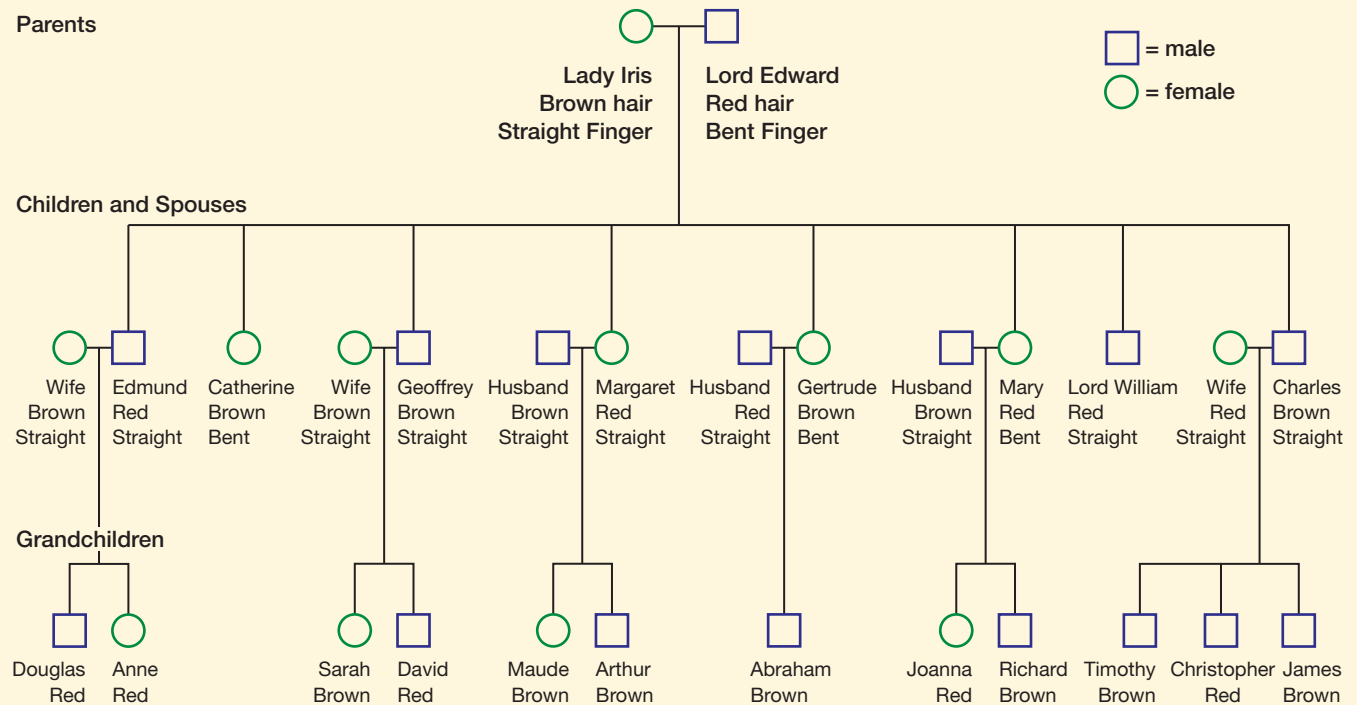 Parents
= male
= female
Lady Iris
Brown hair
Straight Finger
Lord Edward
Red hair
Bent Finger
Children and Spouses
Wife
Brown
Straight
Edmund
Red
Straight
Catherine
Brown
Bent
Wife
Brown
Straight
Geoffrey
Brown
Straight
Husband
Brown
Straight
Margaret
Red
Straight
Husband
Red
Straight
Gertrude
Brown
Bent
Husband
Brown
Straight
Mary
Red
Bent
Lord William
Red
Straight
Wife
Red
Straight
Charles
Brown
Straight
Grandchildren
Douglas
Red
Anne
Red
Sarah
Brown
David
Red
Maude
Brown
Arthur
Brown
Abraham
Brown
Joanna
Red
Richard
Brown
Timothy
Brown
Christopher
Red
James
Brown